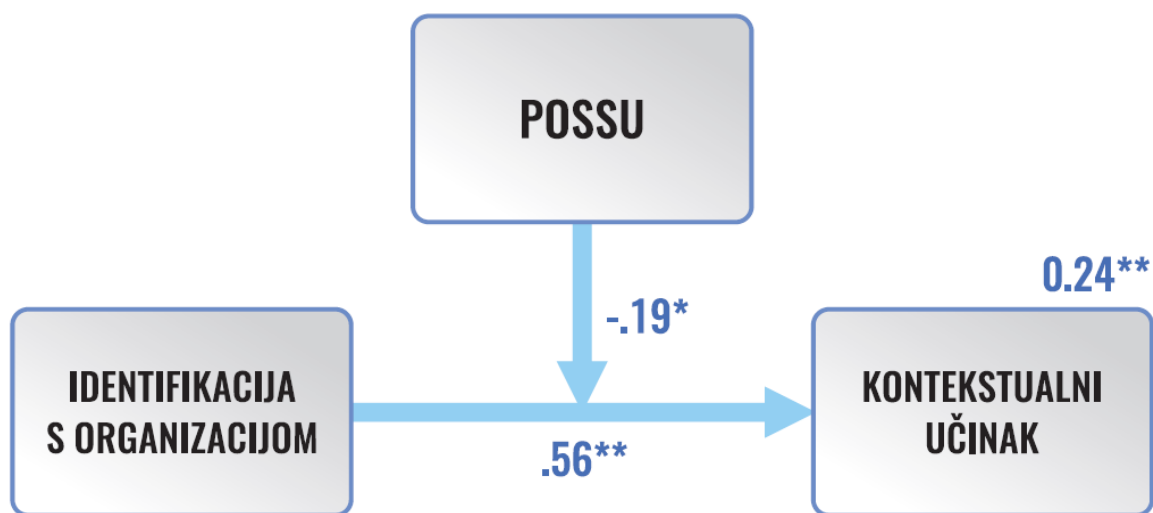 POSSU
0.24**
-.19*
IDENTIFIKACIJA
S ORGANIZACIJOM
.56**
KONTEKSTUALNI
UČINAK